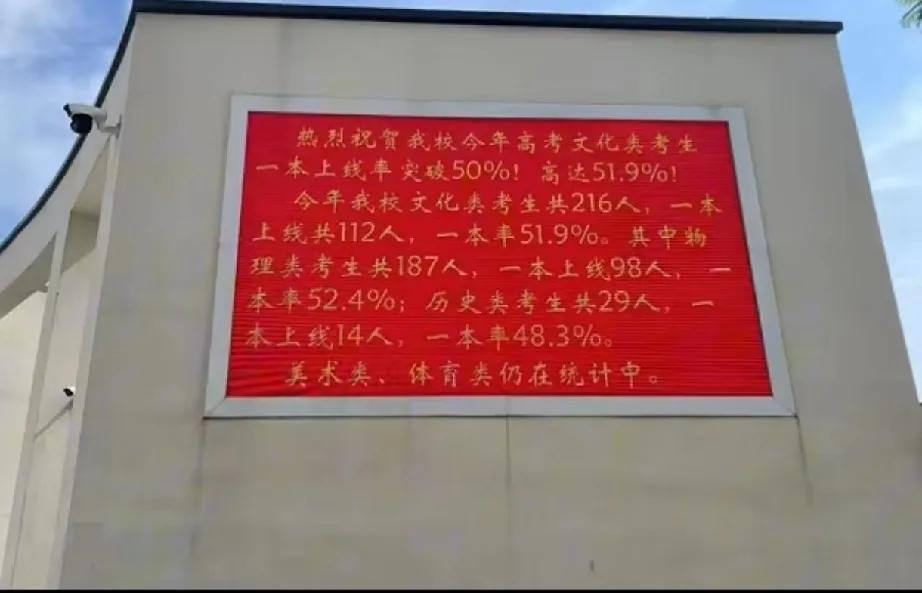 热烈祝贺我校今年高考文化类考生
一本上线率突破50%！高达51.9%！
今年我校文化类考生共216人，一本
上线共112人，一本率51.9%。其中物
理类考生共187人，一本上线98人，一
本率52.4%；历史类考生共29人，一
本上线14人，一本率48.3%。
美术类、体育类仍在统计中。